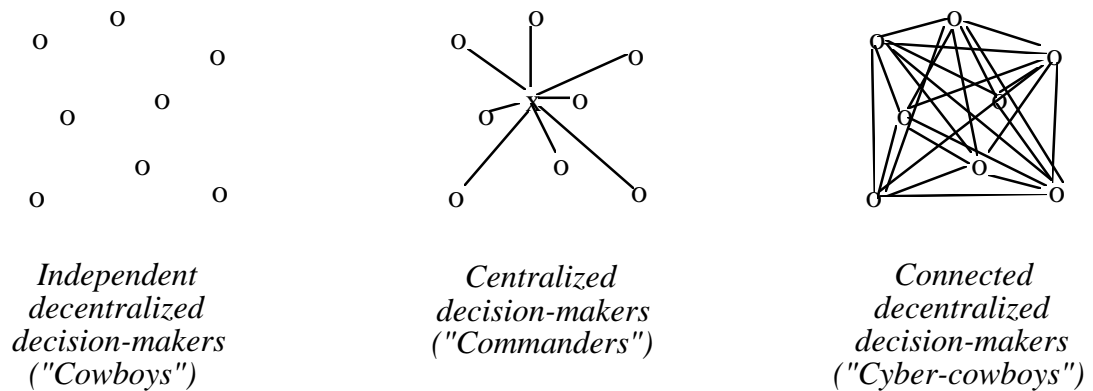 o
o
o
o
o
o
o
o
Independent
decentralized
decision-makers
("Cowboys")
o
o
o
x
o
o
o
o
o
Centralized
decision-makers
("Commanders")
o
o
o
o
o
o
o
o
Connected
decentralized
decision-makers
("Cyber-cowboys")